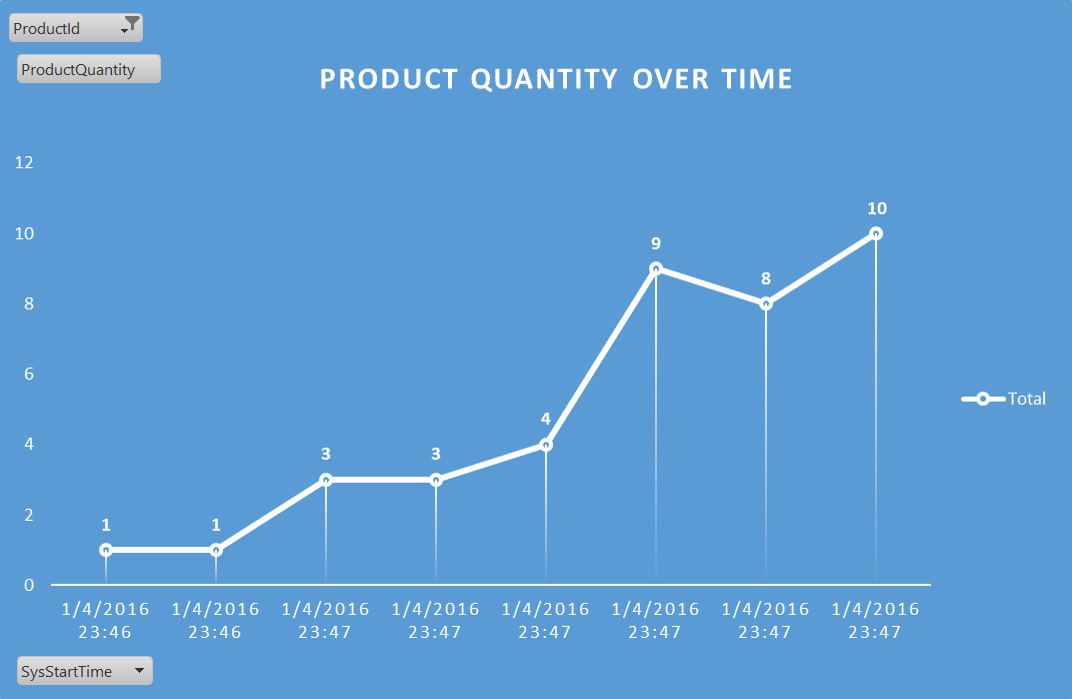 ProductId
ProductQuantity
PRODUCT QUANTITY OVER TIME
12
10
8
6
4
2
0
1
1
3
3
4
9
8
10
Total
1/4/2016 1/4/2016 1/4/2016 1/4/2016 1/4/2016 1/4/2016 1/4/2016 1/4/2016
23:46 23:46 23:47 23:47 23:47 23:47 23:47 23:47
SysStartTime